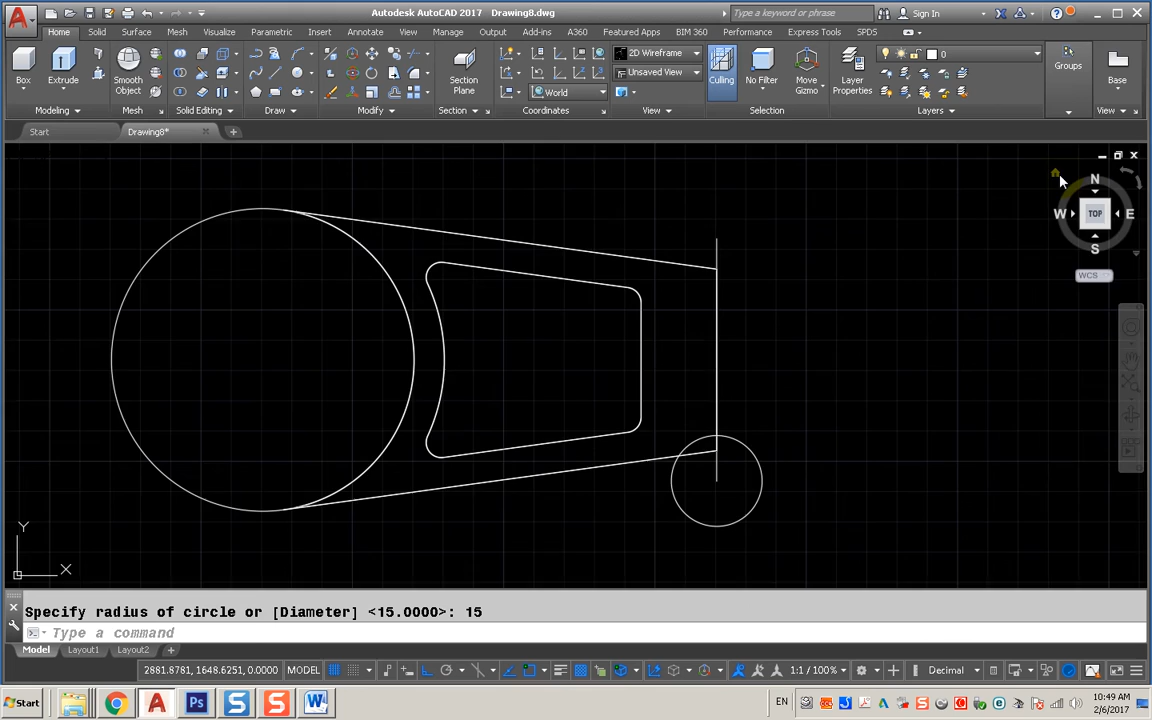 Autodesk AutoCAD 2017 Drawing8.dwg
Type a keyword or phrase
Sign In
Home Solid Surface Mesh Visualize Parametric Insert Annotate View Manage Output Add-ins A360 Featured Apps BIM 360 Performance Express Tools SPDS
Box
Extrude
Smooth Object
Section Plane
World
2D Wireframe
Unsaved View
Culling
No Filter
Move Gizmo
Layer Properties
0
Groups
Base
Modeling Mesh Solid Editing Draw Modify Section Coordinates View Selection Layers View
Start Drawing8*
N
W TOP E
S
WCS
Y
X
Specify radius of circle or [Diameter] <15.0000>: 15
Type a command
Model Layout1 Layout2
2881.8781, 1648.6251, 0.0000 MODEL 1:1 / 100% Decimal
Start
EN
10:49 AM
2/6/2017